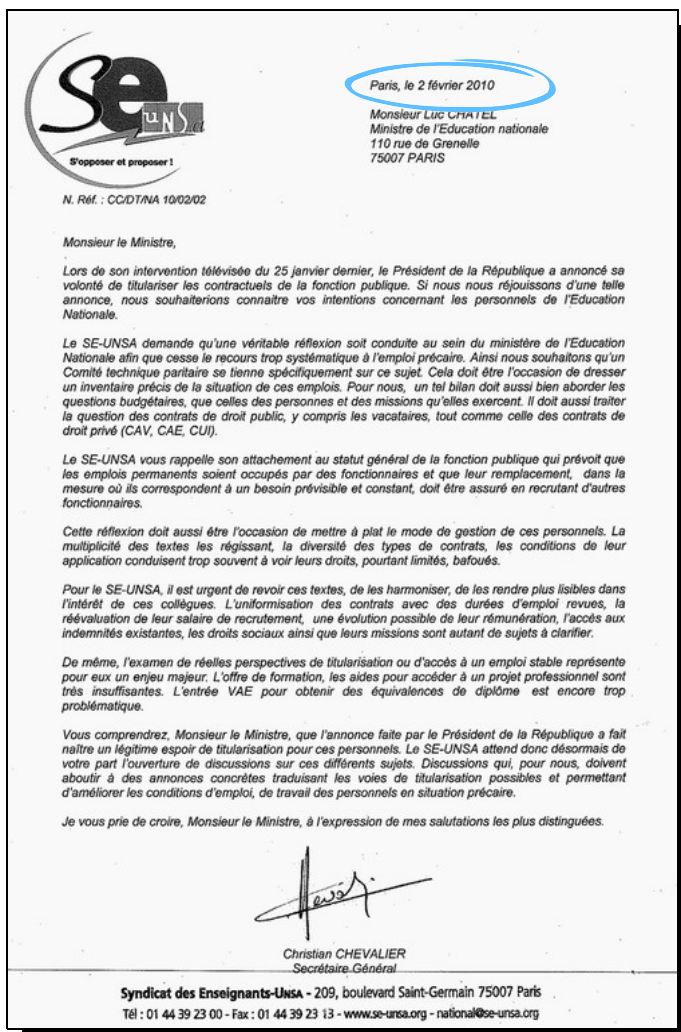 SE
UNSA
S'opposer et proposer !
Paris, le 2 février 2010
Monsieur Luc CHATEL
Ministre de l'Education nationale
110 rue de Grenelle
75007 PARIS
N. Réf. : CC/DT/NA 10/02/02
Monsieur le Ministre,
Lors de son intervention télévisée du 25 janvier dernier, le Président de la République a annoncé sa
volonté de titulariser les contractuels de la fonction publique. Si nous nous réjouissons d'une telle
annonce, nous souhaiterions connaitre vos intentions concernant les personnels de l'Education
Nationale.
Le SE-UNSA demande qu'une véritable réflexion soit conduite au sein du ministère de l'Education
Nationale afin que cesse le recours trop systématique à l'emploi précaire. Ainsi nous souhaitons qu'un
Comité technique paritaire se tienne spécifiquement sur ce sujet. Cela doit être l'occasion de dresser
un inventaire précis de la situation de ces emplois. Pour nous, un tel bilan doit aussi bien aborder les
questions budgétaires, que celles des personnes et des missions qu'elles exercent. Il doit aussi traiter
la question des contrats de droit public, y compris les vacataires, tout comme celle des contrats de
droit privé (CAV, CAE, CUI).
Le SE-UNSA vous rappelle son attachement au statut général de la fonction publique qui prévoit que
les emplois permanents soient occupés par des fonctionnaires et que leur remplacement, dans la
mesure où ils correspondent à un besoin prévisible et constant, doit être assuré en recrutant d'autres
fonctionnaires.
Cette réflexion doit aussi être l'occasion de mettre à plat le mode de gestion de ces personnels. La
multiplicité des textes les régissant, la diversité des types de contrats, les conditions de leur
application conduisent trop souvent à voir leurs droits, pourtant limités, bafoués.
Pour le SE-UNSA, il est urgent de revoir ces textes, de les harmoniser, de les rendre plus lisibles dans
l'intérêt de ces collègues. L'uniformisation des contrats avec des durées d'emploi revues, la
réévaluation de leur salaire de recrutement, une évolution possible de leur rémunération, l'accès aux
indemnités existantes, les droits sociaux ainsi que leurs missions sont autant de sujets à clarifier.
De même, l'examen de réelles perspectives de titularisation ou d'accès à un emploi stable représente
pour eux un enjeu majeur. L'offre de formation, les aides pour accéder à un projet professionnel sont
très insuffisantes. L'entrée VAE pour obtenir des équivalences de diplôme est encore trop
problématique.
Vous comprendrez, Monsieur le Ministre, que l'annonce faite par le Président de la République a fait
naître un légitime espoir de titularisation pour ces personnels. Le SE-UNSA attend donc désormais de
votre part l'ouverture de discussions sur ces différents sujets. Discussions qui, pour nous, doivent
aboutir à des annonces concrètes traduisant les voies de titularisation possibles et permettant
d'améliorer les conditions d'emploi, de travail des personnels en situation précaire.
Je vous prie de croire, Monsieur le Ministre, à l'expression de mes salutations les plus distinguées.
Christian CHEVALIER
Secrétaire Général
Syndicat des Enseignants-UNSA - 209, boulevard Saint-Germain 75007 Paris
Tél : 01 44 39 23 00 - Fax : 01 44 39 23 13 - www.se-unsa.org - national@se-unsa.org